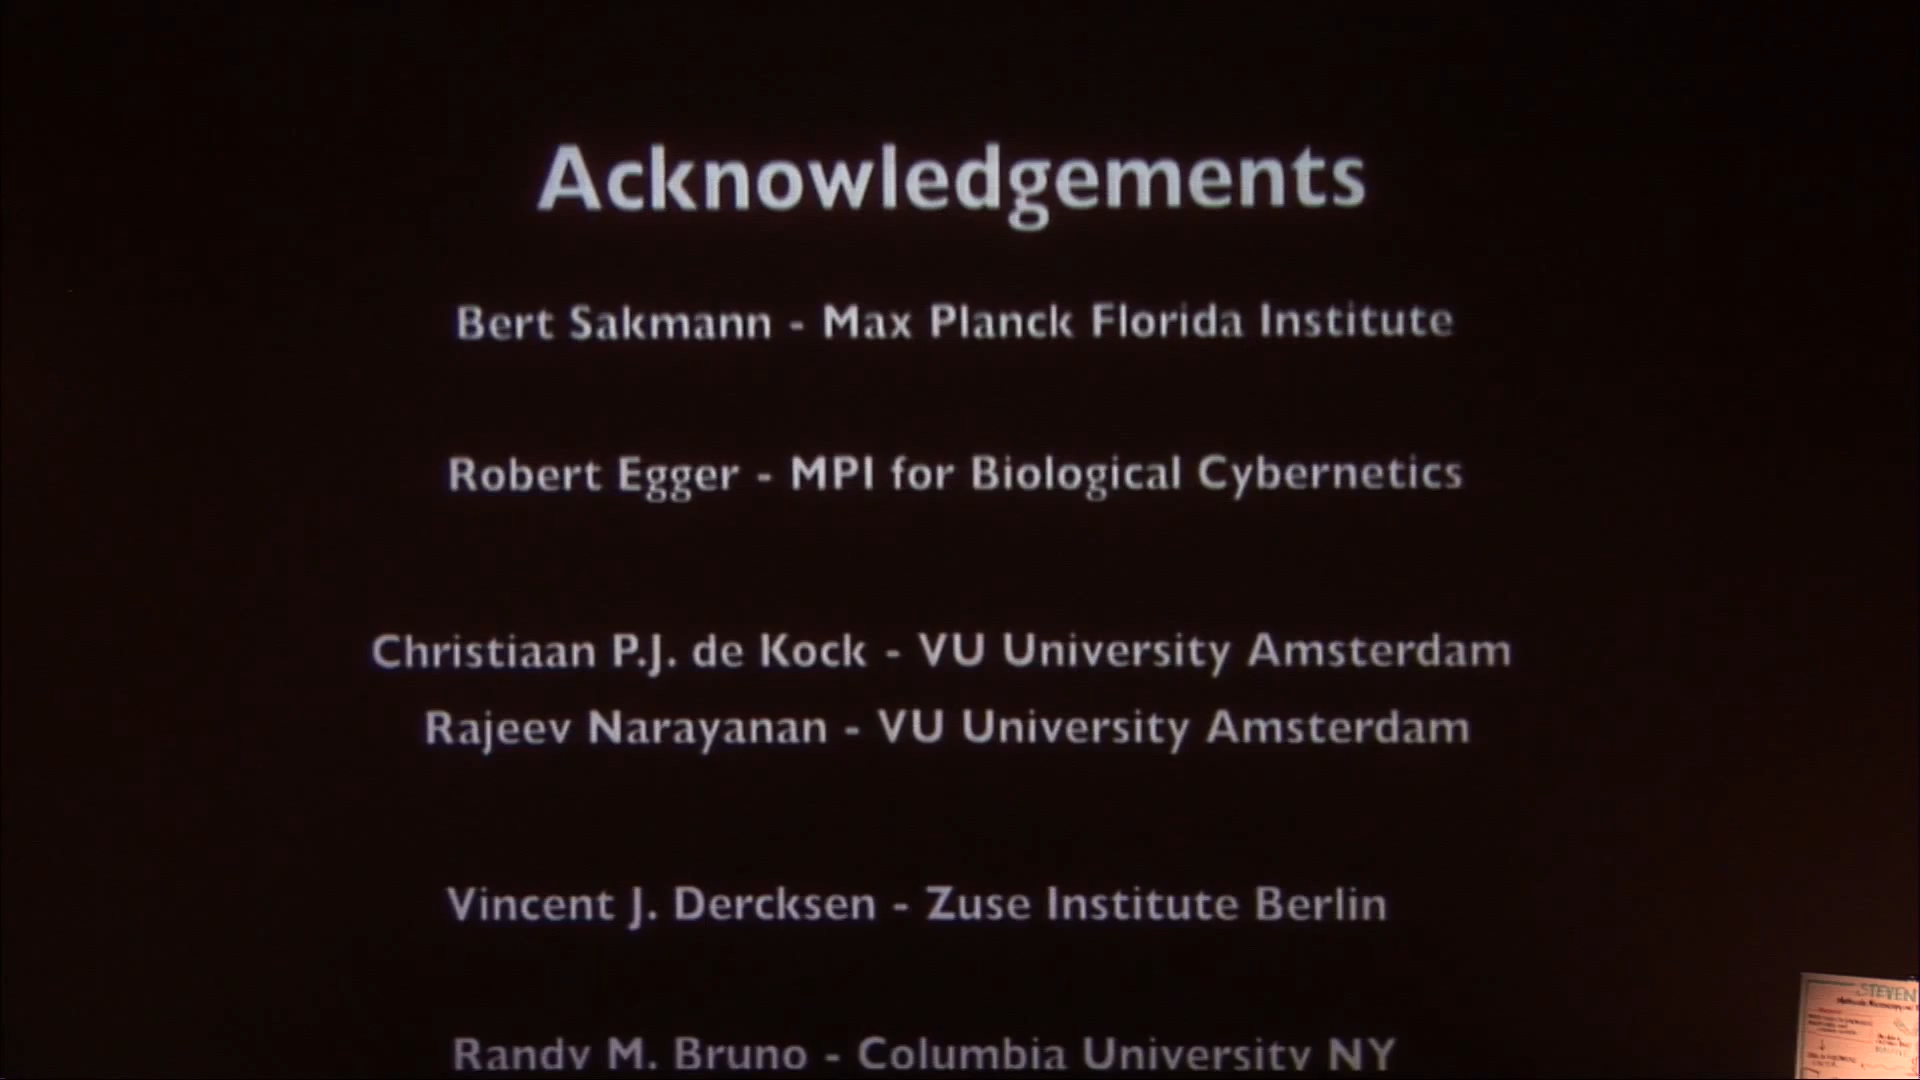 Acknowledgements
Bert Sakmann - Max Planck Florida Institute
Robert Egger - MPI for Biological Cybernetics
Christiaan P.J. de Kock - VU University Amsterdam
Rajeev Narayanan - VU University Amsterdam
Vincent J. Dercksen - Zuse Institute Berlin
Randy M. Bruno - Columbia University NY
STEVEN